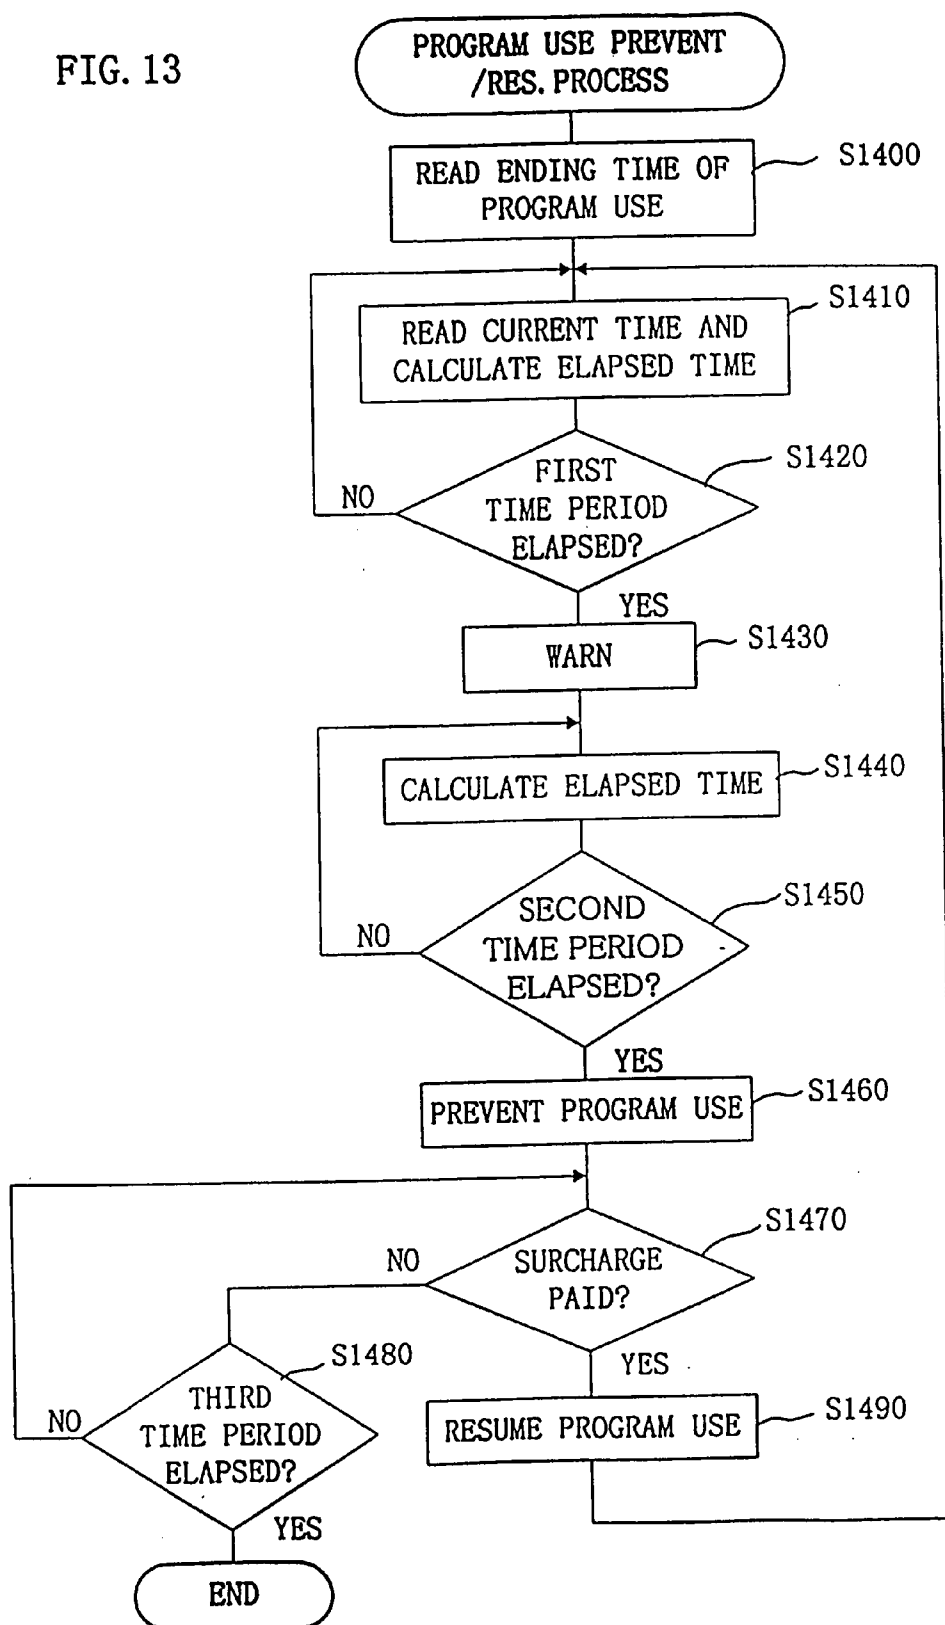 FIG. 13
PROGRAM USE PREVENT
/RES. PROCESS
READ ENDING TIME OF
PROGRAM USE
S1400
READ CURRENT TIME AND
CALCULATE ELAPSED TIME
S1410
FIRST
TIME PERIOD
ELAPSED?
S1420
NO
YES
WARN
S1430
CALCULATE ELAPSED TIME
S1440
SECOND
TIME PERIOD
ELAPSED?
S1450
NO
YES
PREVENT PROGRAM USE
S1460
SURCHARGE
PAID?
S1470
NO
YES
THIRD
TIME PERIOD
ELAPSED?
S1480
NO
YES
RESUME PROGRAM USE
S1490
END